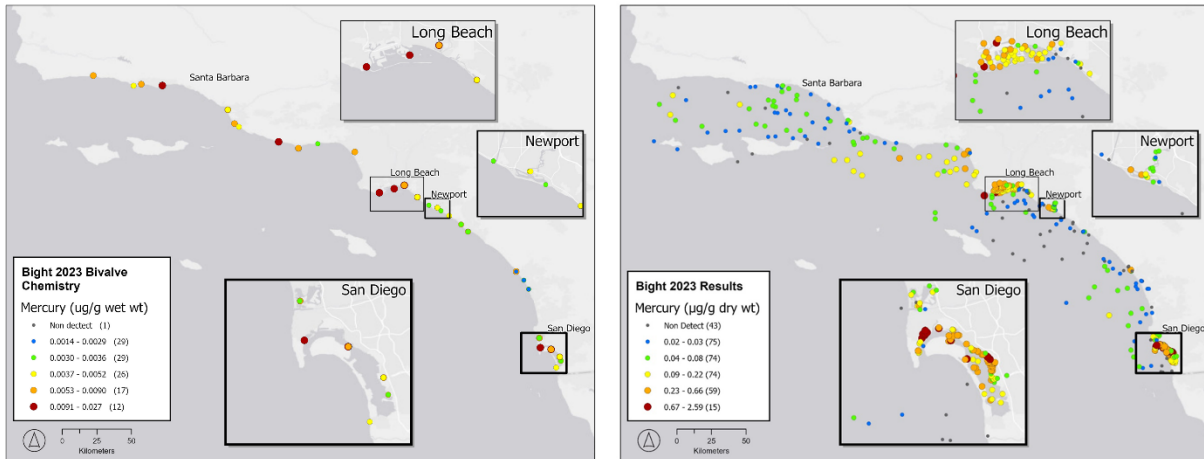 Long Beach
Santa Barbara
Newport
Long Beach
Newport
San Diego
San Diego
Bight 2023 Bivalve
Chemistry
Mercury (µg/g wet wt)
Non dectect (1)
0.0014 - 0.0029 (29)
0.0030 - 0.0036 (29)
0.0037 - 0.0052 (26)
0.0053 - 0.0090 (17)
0.0091 - 0.027 (12)
0 25 50
Kilometers
Long Beach
Santa Barbara
Newport
Long Beach
Newport
San Diego
San Diego
Bight 2023 Results
Mercury (µg/g dry wt)
Non Detect (43)
0.02 - 0.03 (75)
0.04 - 0.08 (74)
0.09 - 0.22 (74)
0.23 - 0.66 (59)
0.67 - 2.59 (15)
0 25 50
Kilometers